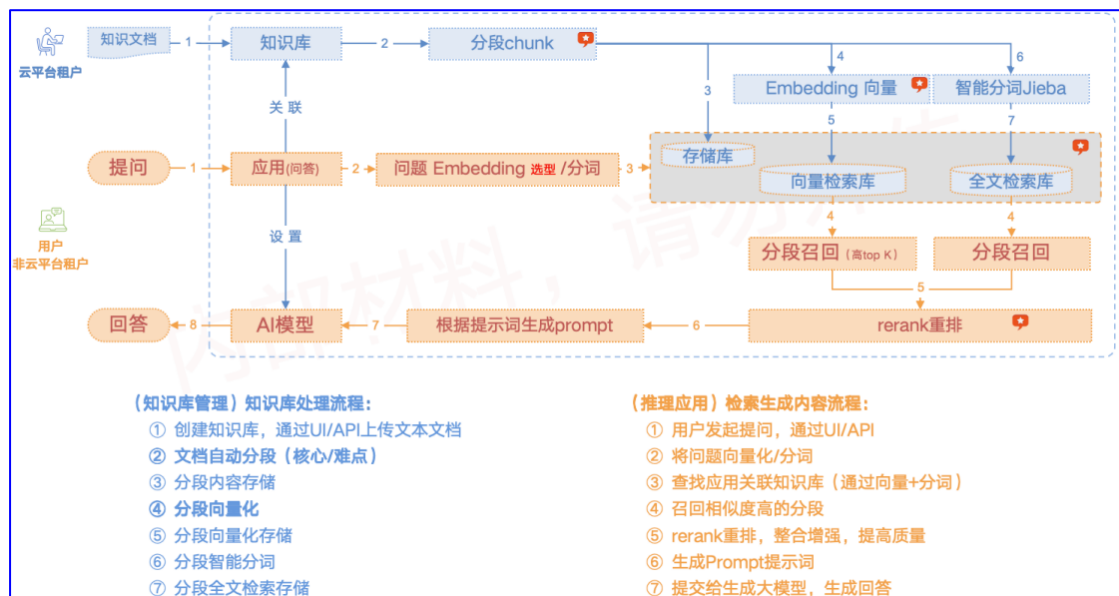 知识文档 1 知识库 2 分段chunk
云平台租户
4 6
3
Embedding 向量 智能分词Jieba
关 联
5 7
提问 1 应用(问答) 2 问题 Embedding 选型 /分词 3 存储库
向量检索库 全文检索库
用户
非云平台租户
设 置
4 4
分段召回 (高top K) 分段召回
5
回答 8 AI模型 7 根据提示词生成prompt 6 rerank重排
内部材料,请勿
(知识库管理)知识库处理流程:
① 创建知识库,通过UI/API上传文本文档
② 文档自动分段(核心/难点)
③ 分段内容存储
④ 分段向量化
⑤ 分段向量化存储
⑥ 分段智能分词
⑦ 分段全文检索存储
(推理应用)检索生成内容流程:
① 用户发起提问,通过UI/API
② 将问题向量化/分词
③ 查找应用关联知识库(通过向量+分词)
④ 召回相似度高的分段
⑤ rerank重排,整合增强,提高质量
⑥ 生成Prompt提示词
⑦ 提交给生成大模型,生成回答